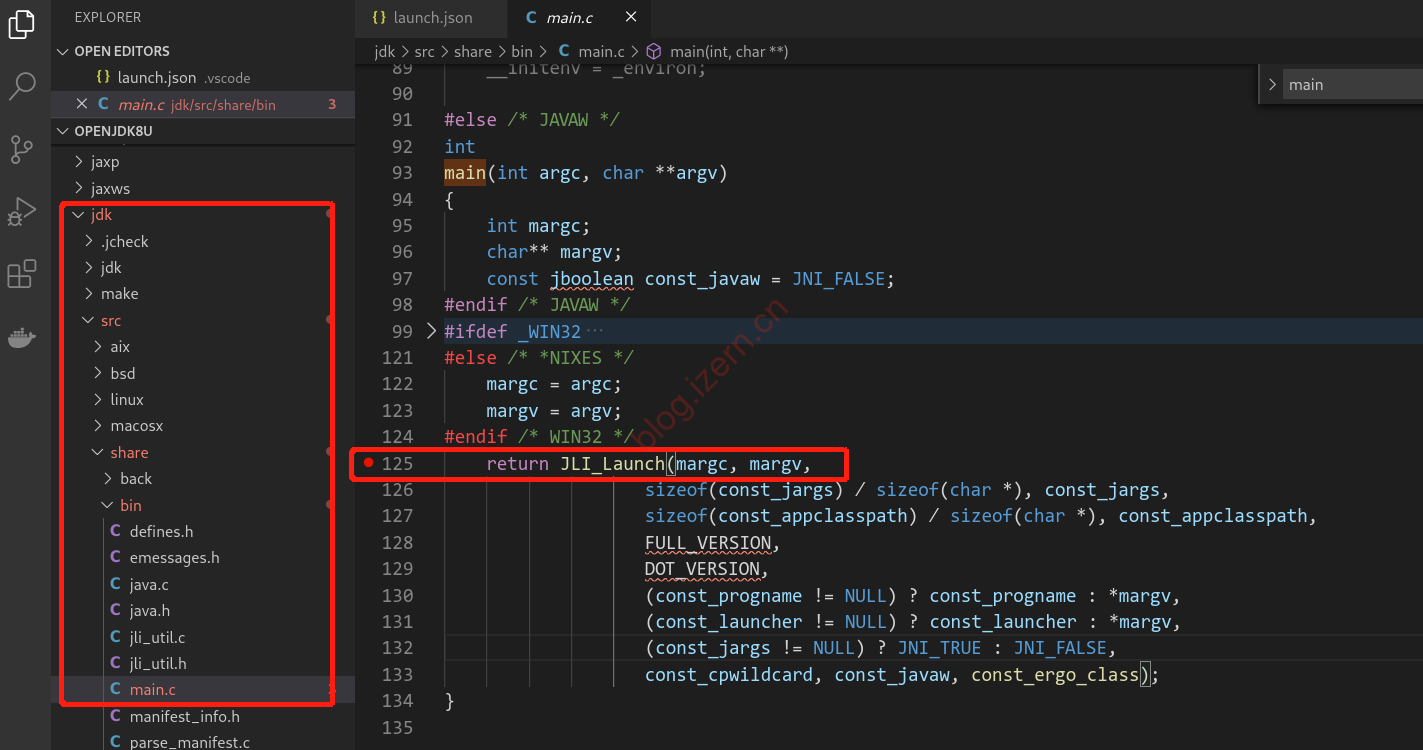 EXPLORER
OPEN EDITORS
{} launch.json .vscode
× C main.c jdk/src/share/bin 3
OPENJDK8U
> jaxp
> jaxws
jdk
> .jcheck
> jdk
> make
src
> aix
> bsd
> linux
> macosx
share
> back
bin
C defines.h
C emessages.h
C java.c
C java.h
C jli_util.c
C jli_util.h
C main.c 3
C manifest_info.h
C parse_manifest.c
{} launch.json
C main.c ×
jdk > src > share > bin > C main.c > main(int, char **)
> main
89 __initenv = _environ;
90
91 #else /* JAVAW */
92 int
93 main(int argc, char **argv)
94 {
95 int margc;
96 char** margv;
97 const jboolean const_javaw = JNI_FALSE;
98 #endif /* JAVAW */
99 > #ifdef _WIN32 ···
121 #else /* *NIXES */
122 margc = argc;
123 margv = argv;
124 #endif /* WIN32 */
125 return JLI_Launch(margc, margv,
126 sizeof(const_jargs) / sizeof(char *), const_jargs,
127 sizeof(const_appclasspath) / sizeof(char *), const_appclasspath,
128 FULL_VERSION,
129 DOT_VERSION,
130 (const_progname != NULL) ? const_progname : *margv,
131 (const_launcher != NULL) ? const_launcher : *margv,
132 (const_jargs != NULL) ? JNI_TRUE : JNI_FALSE,
133 const_cpwildcard, const_javaw, const_ergo_class);
134 }
135
blog.izern.cn